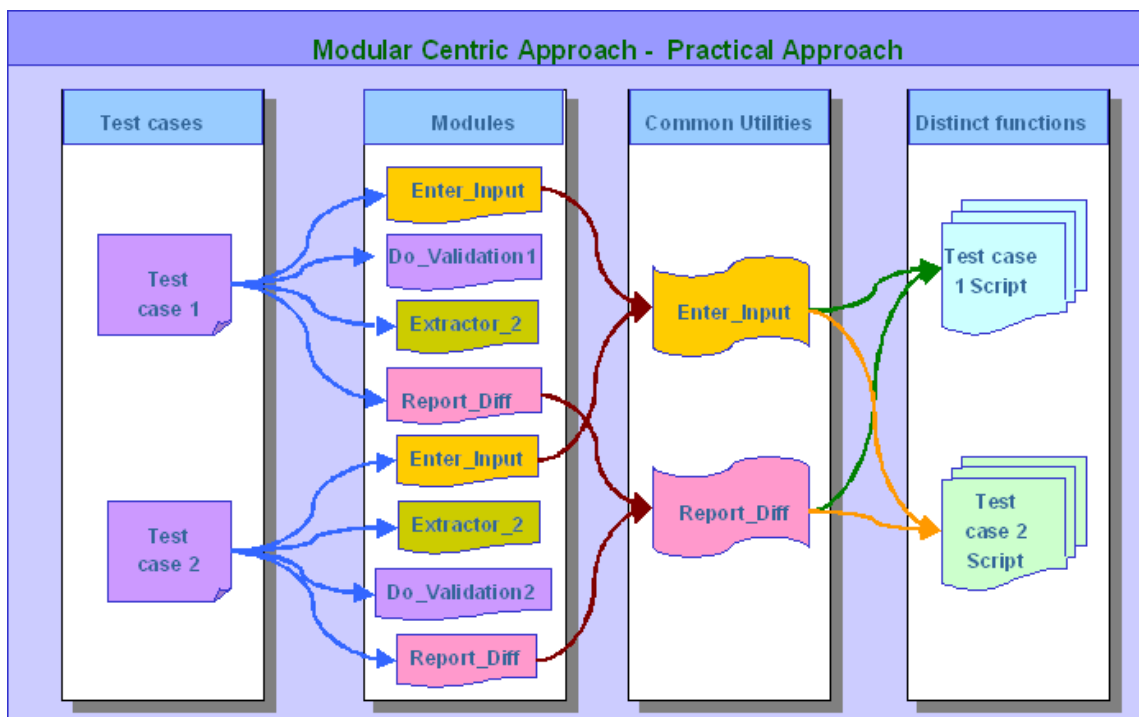 Modular Centric Approach - Practical Approach
Test cases
Modules
Common Utilities
Distinct functions
Test
case 1
Test
case 2
Enter_Input
Do_Validation1
Extractor_2
Report_Diff
Enter_Input
Extractor_2
Do_Validation2
Report_Diff
Enter_Input
Report_Diff
Test case
1 Script
Test
case 2
Script